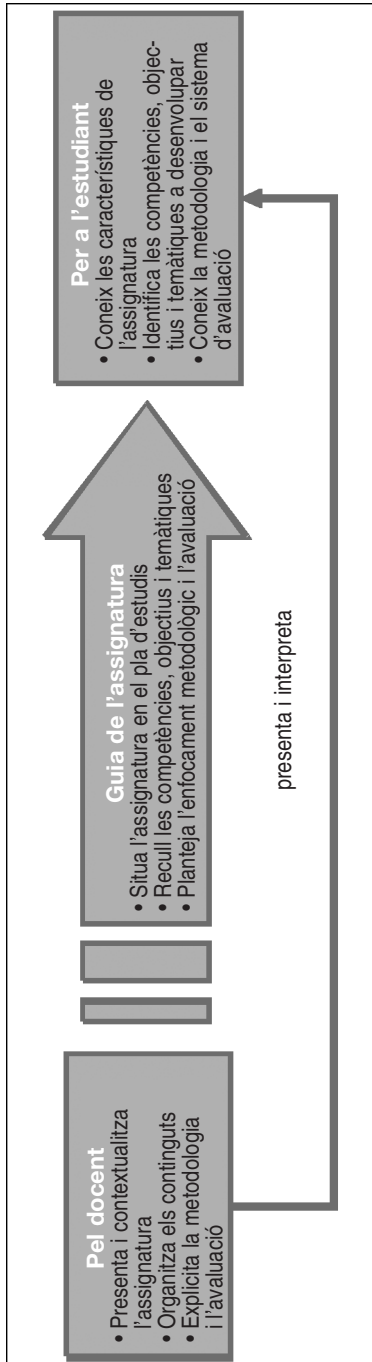 Pel docent
• Presenta i contextualitza
l’assignatura
• Organitza els continguts
• Explicita la metodologia
i l’avaluació
Guia de l’assignatura
• Situa l’assignatura en el pla d’estudis
• Recull les competències, objectius i temàtiques
• Planteja l’enfocament metodològic i l’avaluació
Per a l’estudiant
• Coneix les característiques de
l’assignatura
• Identifica les competències, objec-
tius i temàtiques a desenvolupar
• Coneix la metodologia i el sistema
d’avaluació
presenta i interpreta